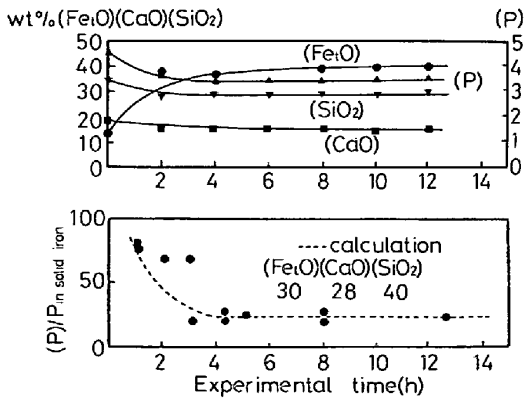 wt%(FetO)(CaO)(SiO2) (P)
50 5
40 4
30 3
20 2
10 1
0 0
(FetO)
(P)
(SiO2)
(CaO)
0 2 4 6 8 10 12 14
(P)/P in solid iron
100
50
0
----calculation
(FetO)(CaO)(SiO2)
30 28 40
0 2 4 6 8 10 12 14
Experimental time(h)